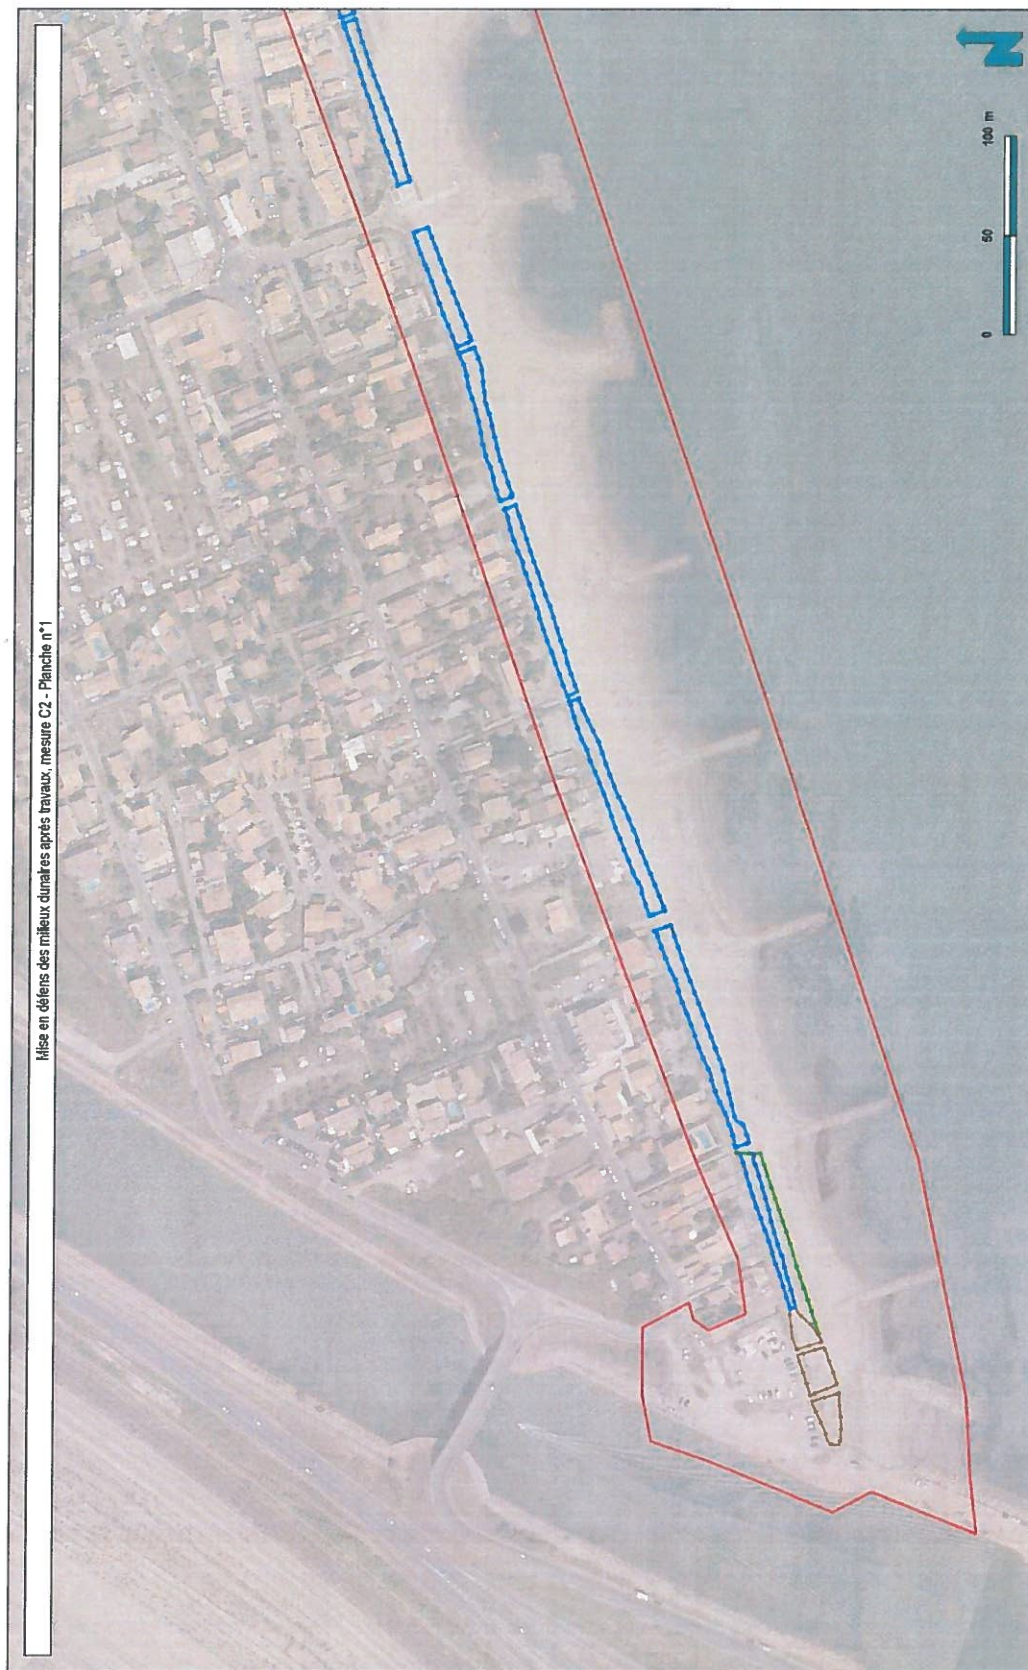 Mise en défens des milieux dunaires après travaux, mesure C2 - Planche n°1
N
0 50 100 m